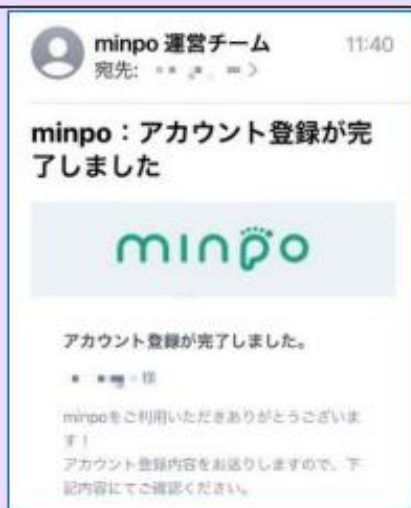 minpo 運営チーム
11:40
宛先:
minpo：アカウント登録が完
了しました
minpo
アカウント登録が完了しました。
様
minpoをご利用いただきありがとうございま
す！
アカウント登録内容をお送りしますので、下
記内容にてご確認ください。